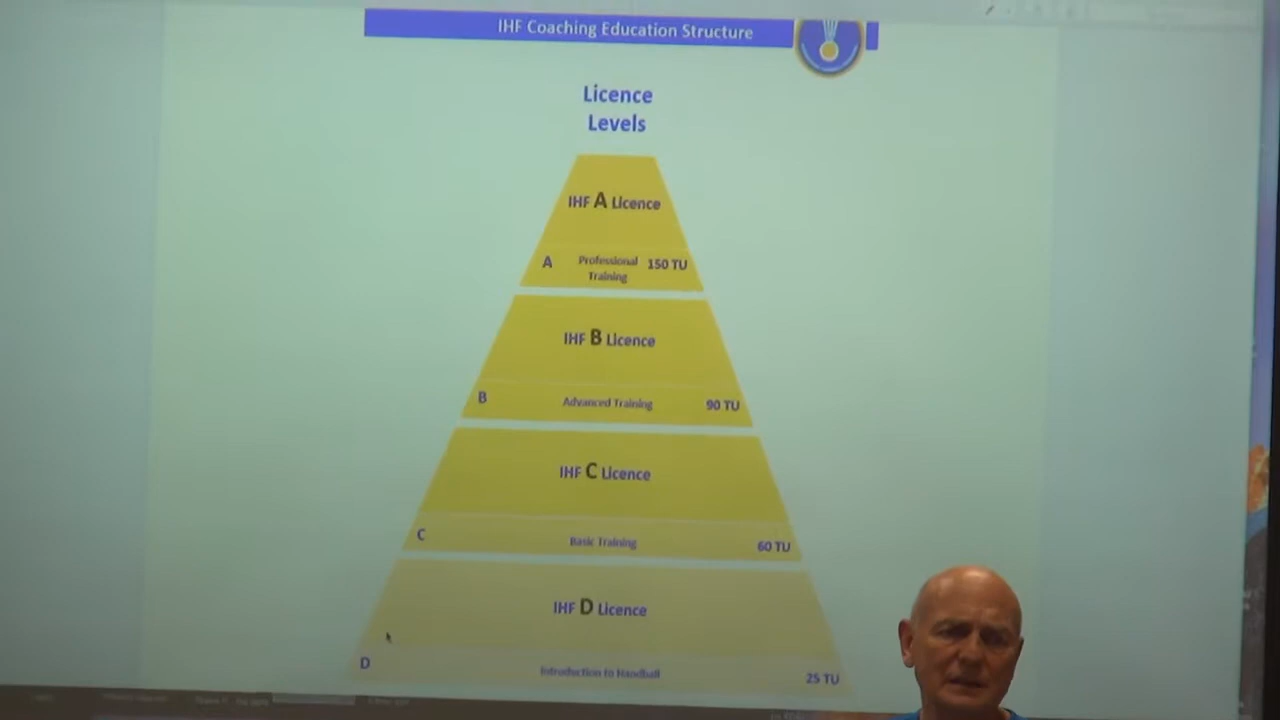 IHF Coaching Education Structure
Licence
Levels
IHF A Licence
A Professional Training 150 TU
IHF B Licence
B Advanced Training 90 TU
IHF C Licence
C Basic Training 60 TU
IHF D Licence
D Introduction to Handball 25 TU